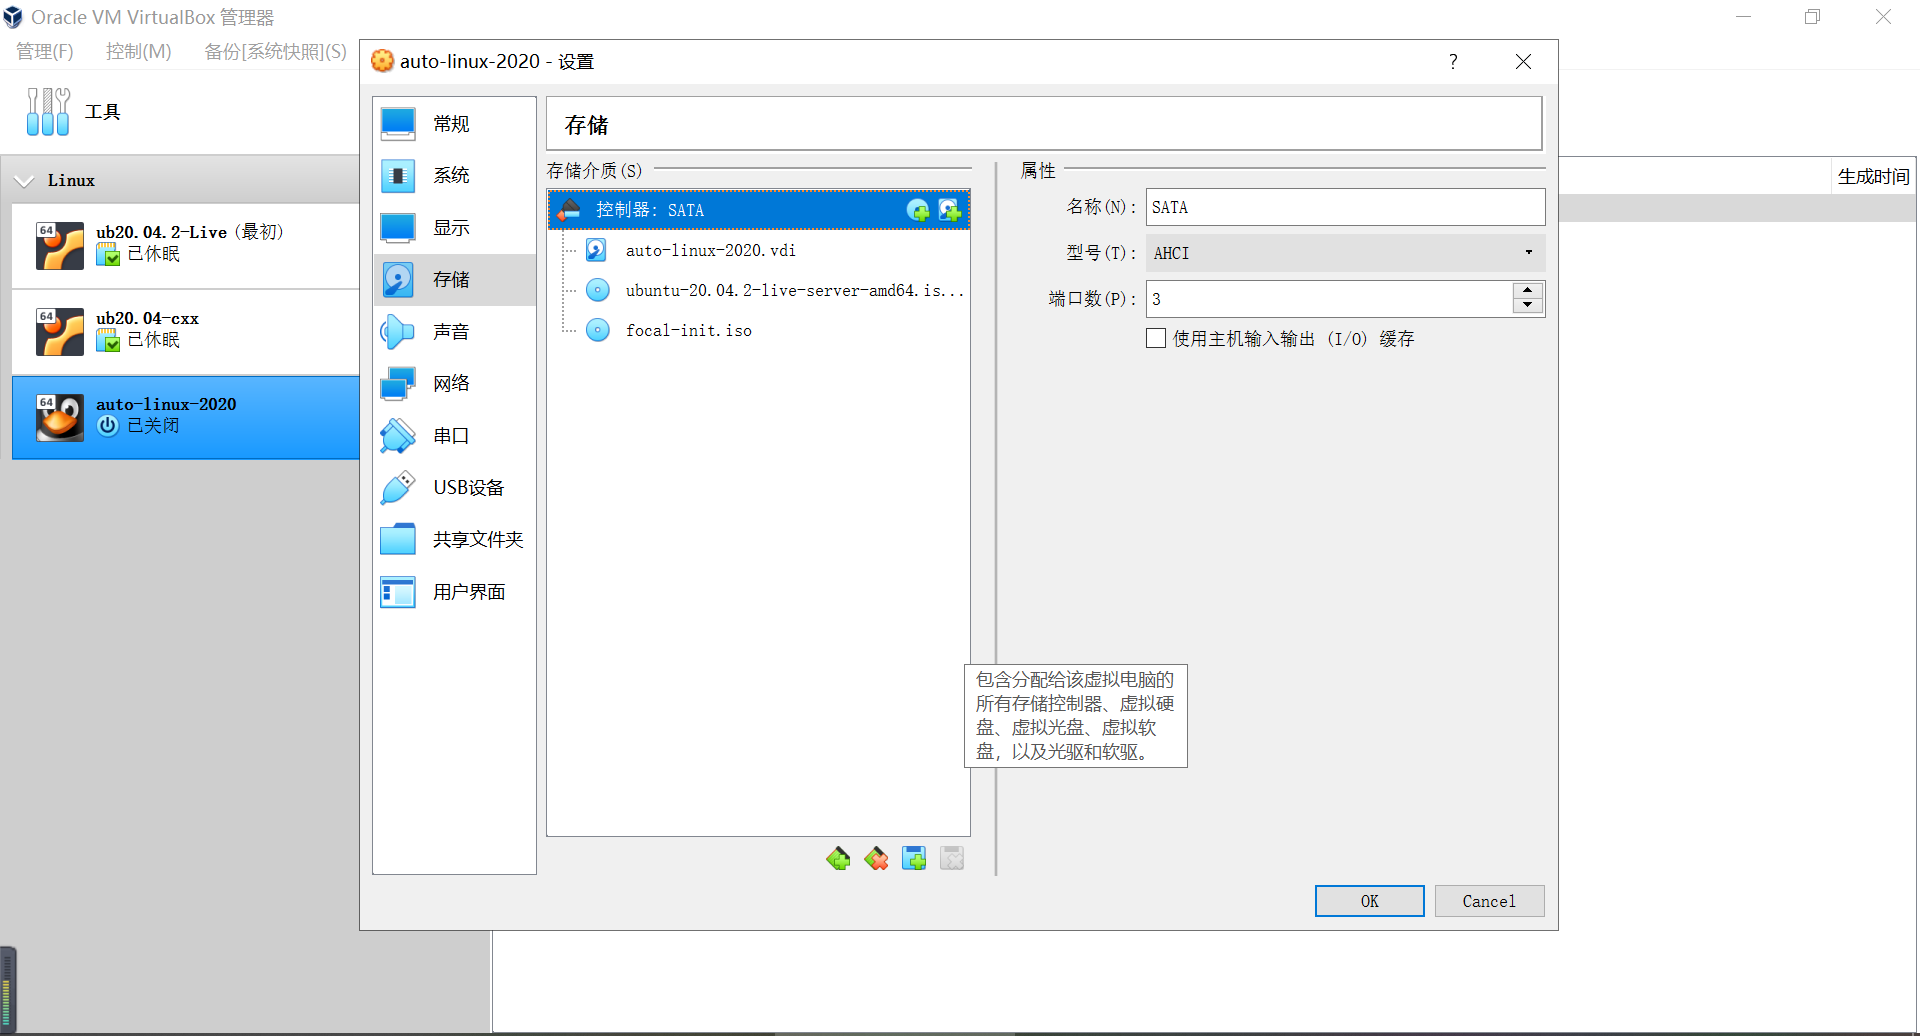 Oracle VM VirtualBox 管理器
管理(F) 控制(M) 备份[系统快照](S)
工具
Linux
64
ub20.04.2-Live (最初)
已休眠
64
ub20.04-cxx
已休眠
64
auto-linux-2020
已关闭
生成时间
auto-linux-2020 - 设置
?
常规
系统
显示
存储
声音
网络
串口
USB设备
共享文件夹
用户界面
存储
存储介质(S)
控制器: SATA
auto-linux-2020.vdi
ubuntu-20.04.2-live-server-amd64.is...
focal-init.iso
属性
名称(N): SATA
型号(T): AHCI
端口数(P): 3
使用主机输入输出 (I/O) 缓存
包含分配给该虚拟电脑的
所有存储控制器、虚拟硬
盘、虚拟光盘、虚拟软
盘，以及光驱和软驱。
OK Cancel